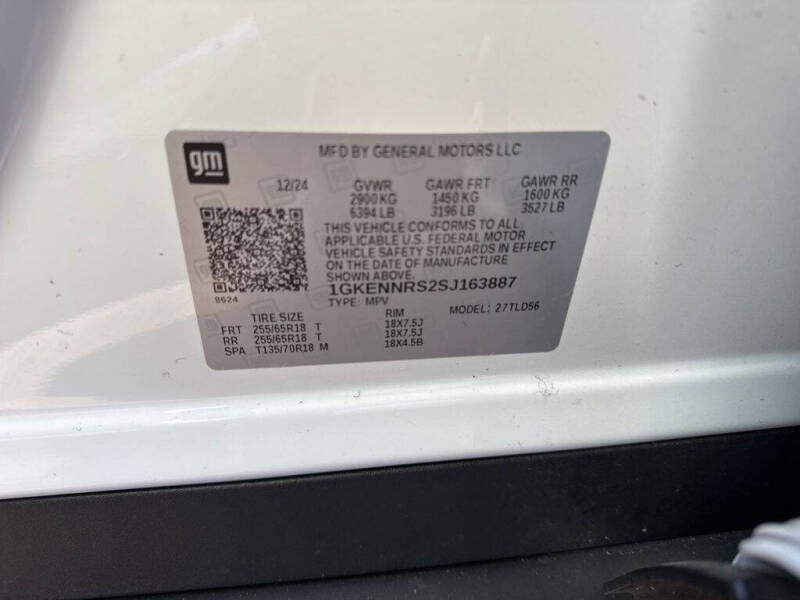 gm MFD BY GENERAL MOTORS LLC
12/24 GVWR GAWR FRT GAWR RR
2900 KG 1450 KG 1600 KG
6394 LB 3196 LB 3527 LB
THIS VEHICLE CONFORMS TO ALL
APPLICABLE U.S. FEDERAL MOTOR
VEHICLE SAFETY STANDARDS IN EFFECT
ON THE DATE OF MANUFACTURE
SHOWN ABOVE.
8624 1GKENNRS2SJ163887
TYPE: MPV MODEL: 27TLD56
TIRE SIZE RIM
FRT 255/65R18 T 18X7.5J
RR 255/65R18 T 18X7.5J
SPA T135/70R18 M 18X4.5B